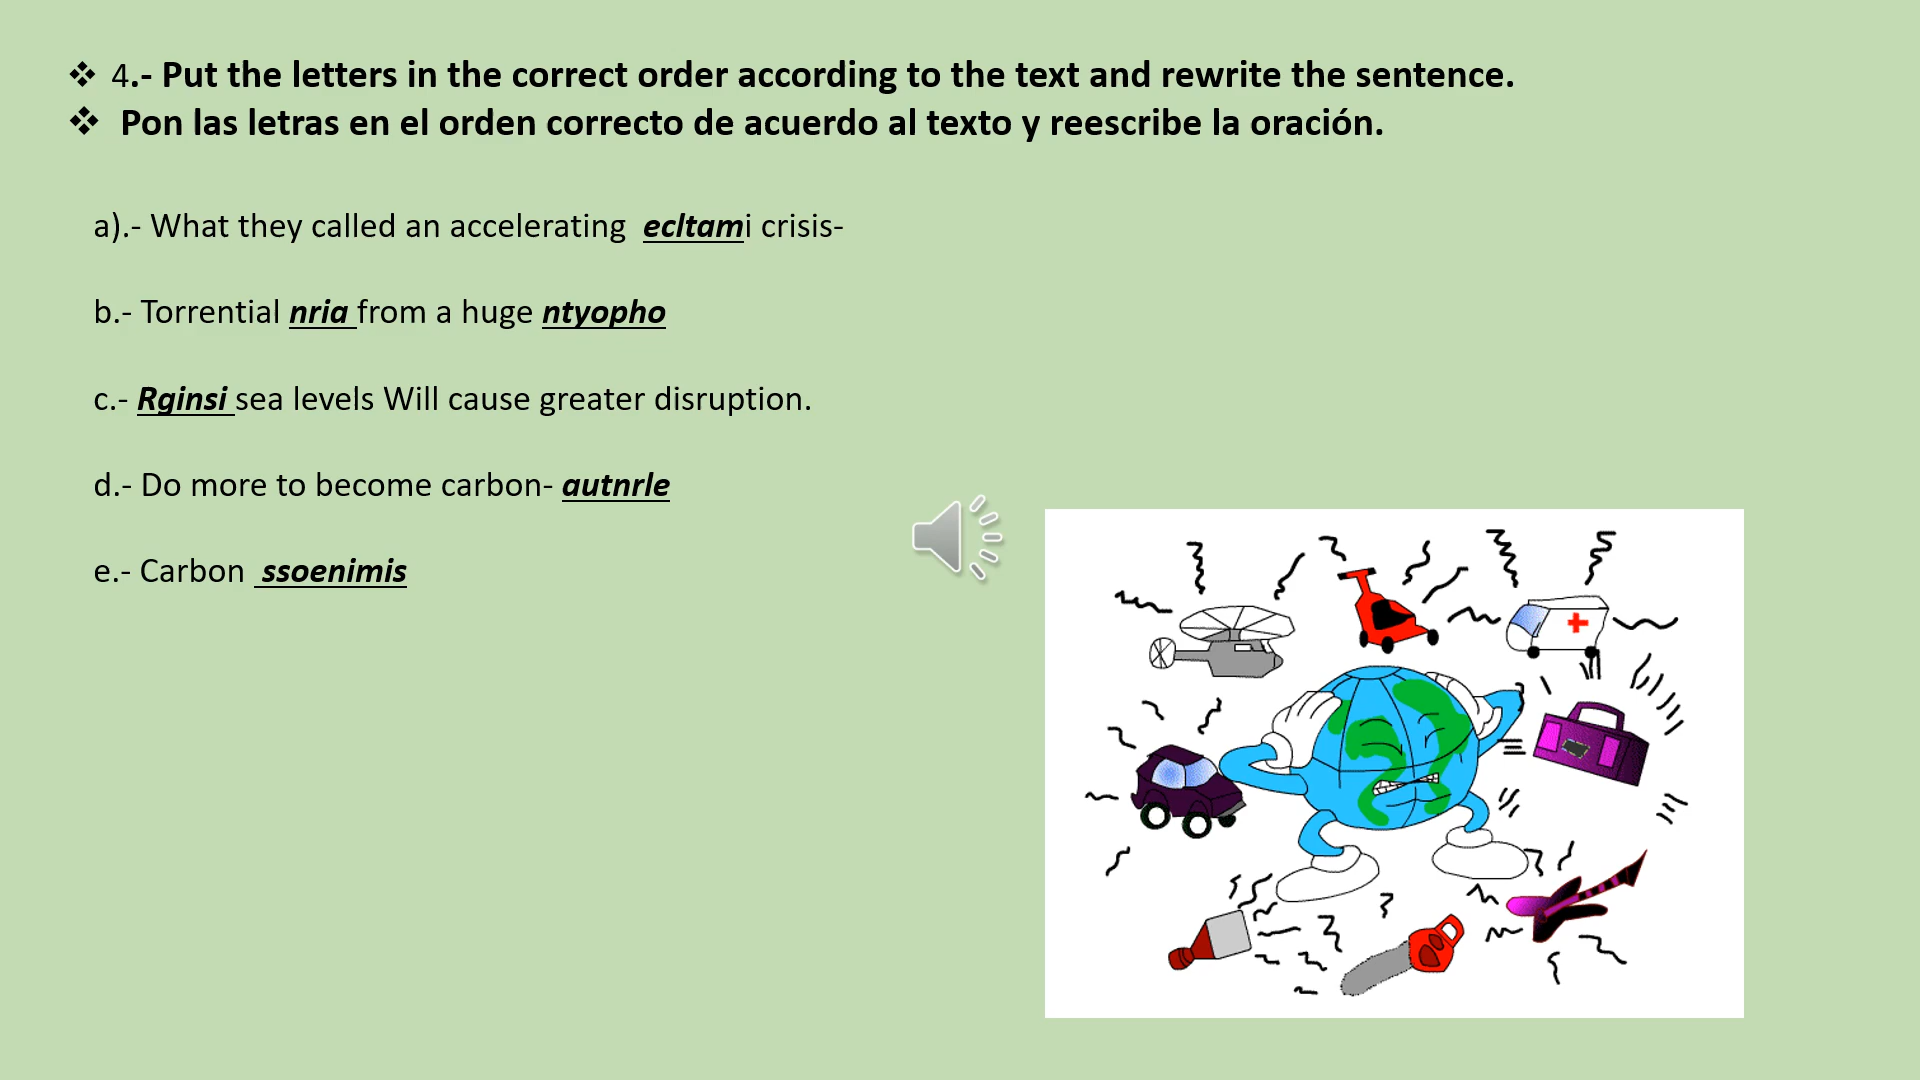 ❖ 4.- Put the letters in the correct order according to the text and rewrite the sentence.
❖ Pon las letras en el orden correcto de acuerdo al texto y reescribe la oración.
a).- What they called an accelerating ecltami crisis-
b.- Torrential nria from a huge ntyopho
c.- Rginsi sea levels Will cause greater disruption.
d.- Do more to become carbon- autnrle
e.- Carbon ssoenimis